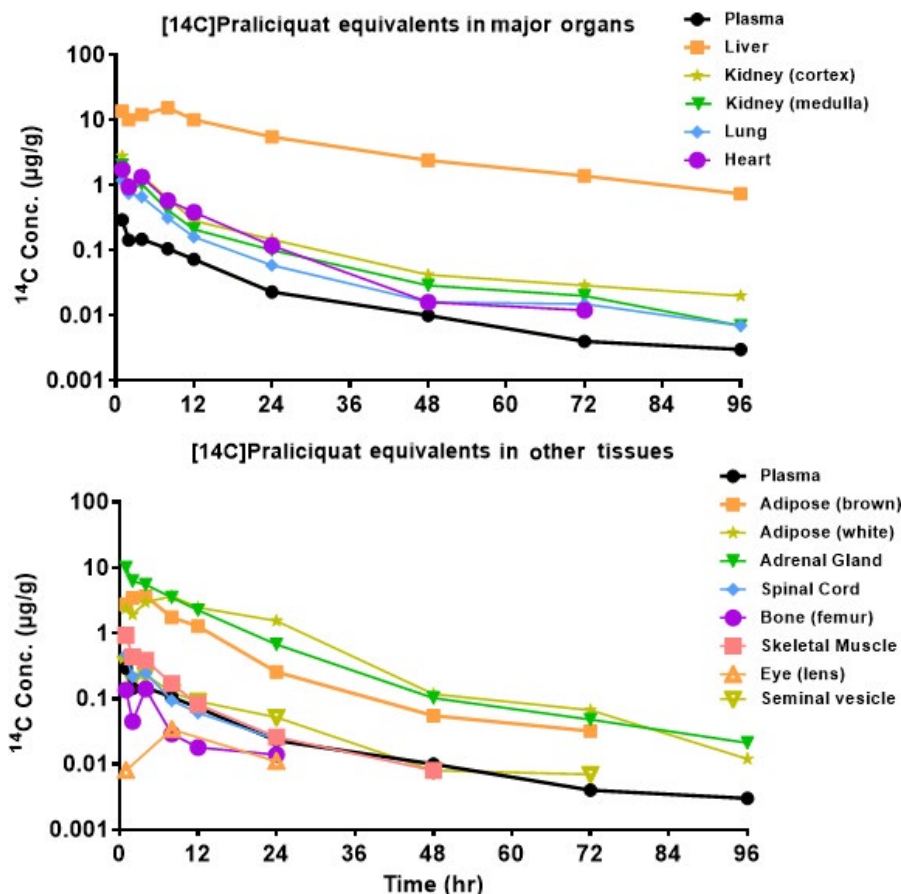 [14C]Praliciquat equivalents in major organs
Plasma
Liver
Kidney (cortex)
Kidney (medulla)
Lung
Heart
14C Conc. (µg/g)
100
10
1
0.1
0.01
0.001
0 12 24 36 48 60 72 84 96
[14C]Praliciquat equivalents in other tissues
Plasma
Adipose (brown)
Adipose (white)
Adrenal Gland
Spinal Cord
Bone (femur)
Skeletal Muscle
Eye (lens)
Seminal vesicle
14C Conc. (µg/g)
100
10
1
0.1
0.01
0.001
0 12 24 36 48 60 72 84 96
Time (hr)